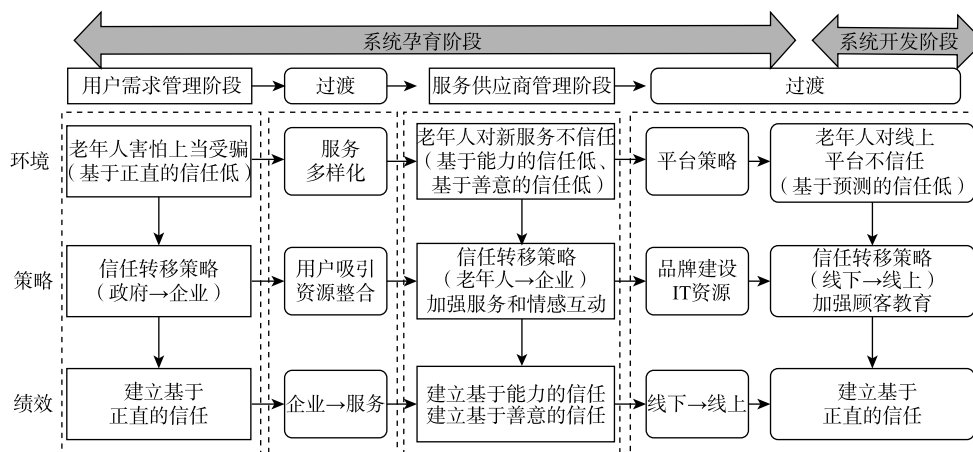 系统孕育阶段
系统开发阶段
用户需求管理阶段
过渡
服务供应商管理阶段
过渡
环境
老年人害怕上当受骗
（基于正直的信任低）
服务
多样化
老年人对新服务不信任
（基于能力的信任低、
基于善意的信任低）
平台策略
老年人对线上
平台不信任
（基于预测的信任低）
策略
信任转移策略
（政府→企业）
用户吸引
资源整合
信任转移策略
（老年人→企业）
加强服务和情感互动
品牌建设
IT资源
信任转移策略
（线下→线上）
加强顾客教育
绩效
建立基于
正直的信任
企业→服务
建立基于能力的信任
建立基于善意的信任
线下→线上
建立基于
正直的信任